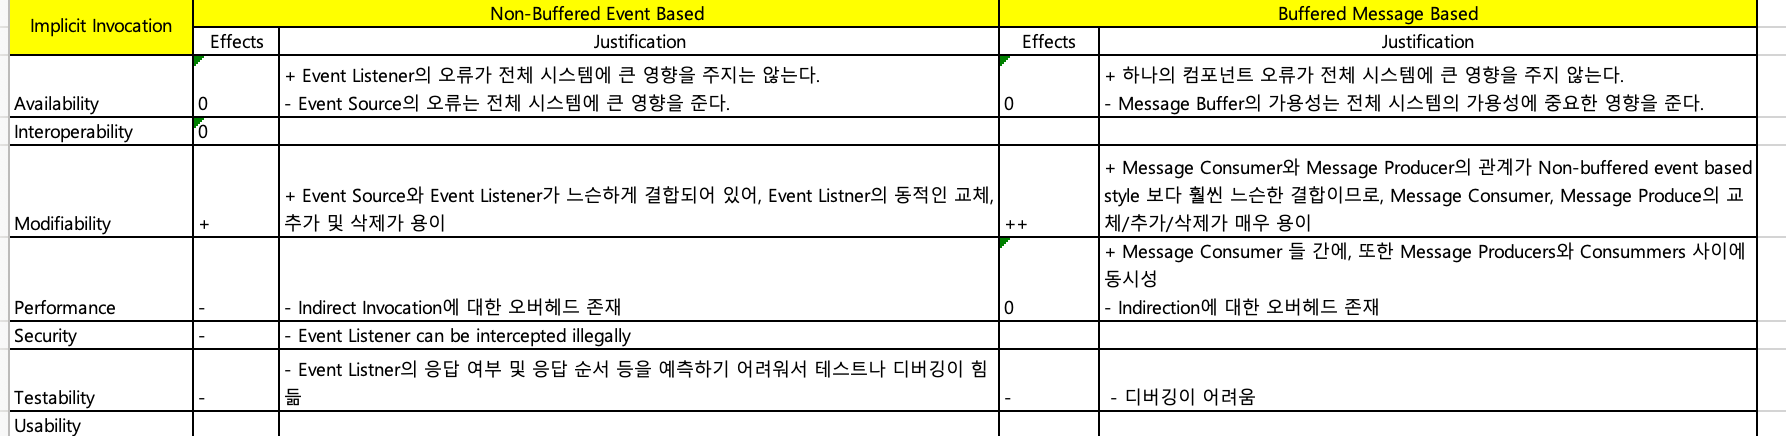 Implicit Invocation
Non-Buffered Event Based
Buffered Message Based
Effects
Justification
Effects
Justification
Availability
0
+ Event Listener의 오류가 전체 시스템에 큰 영향을 주지는 않는다.
- Event Source의 오류는 전체 시스템에 큰 영향을 준다.
0
+ 하나의 컴포넌트 오류가 전체 시스템에 큰 영향을 주지 않는다.
- Message Buffer의 가용성는 전체 시스템의 가용성에 중요한 영향을 준다.
Interoperability
0
Modifiability
+
+ Event Source와 Event Listener가 느슨하게 결합되어 있어, Event Listner의 동적인 교체,
추가 및 삭제가 용이
++
+ Message Consumer와 Message Producer의 관계가 Non-buffered event based
style 보다 훨씬 느슨한 결합이므로, Message Consumer, Message Produce의 교
체/추가/삭제가 매우 용이
Performance
-
- Indirect Invocation에 대한 오버헤드 존재
0
+ Message Consumer 들 간에, 또한 Message Producers와 Consummers 사이에
동시성
- Indirection에 대한 오버헤드 존재
Security
-
- Event Listener can be intercepted illegally
Testability
-
- Event Listner의 응답 여부 및 응답 순서 등을 예측하기 어려워서 테스트나 디버깅이 힘
듦
-
- 디버깅이 어려움
Usability